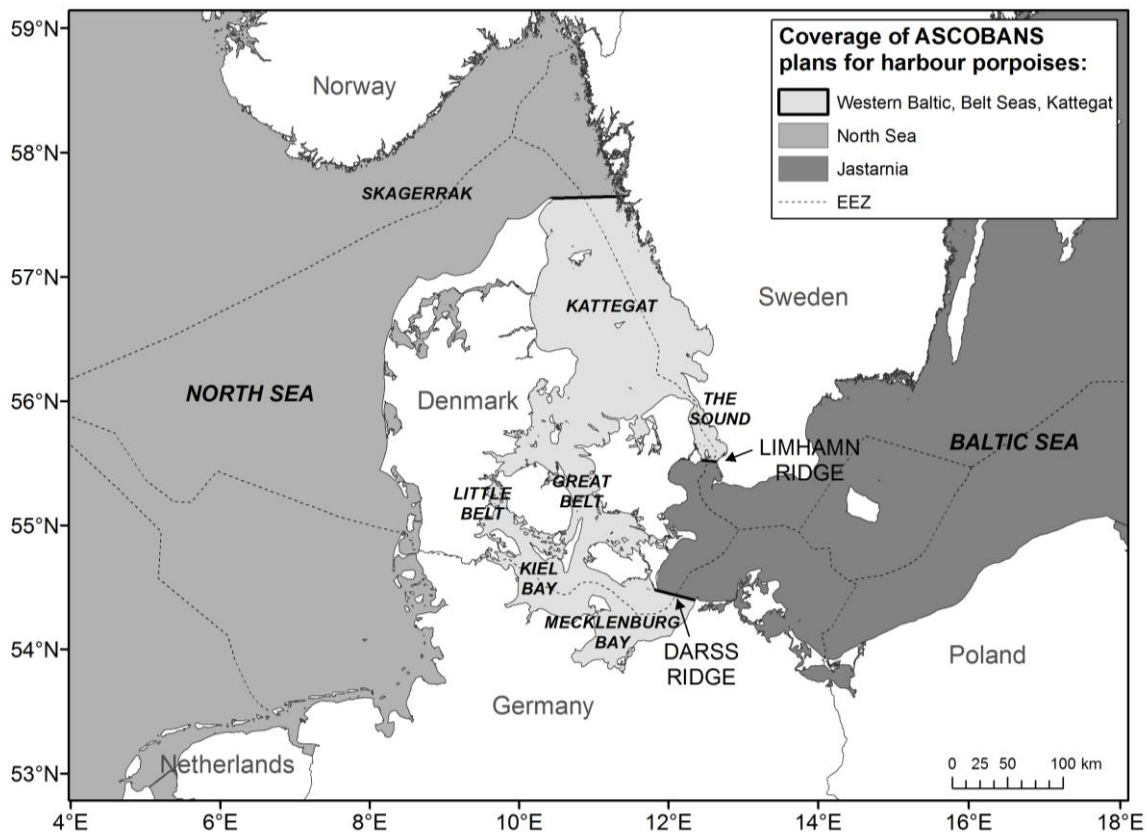 59°N
58°N
57°N
56°N
55°N
54°N
53°N
4°E
6°E
8°E
10°E
12°E
14°E
16°E
18°E
Coverage of ASCOBANS
plans for harbour porpoises:
Western Baltic, Belt Seas, Kattegat
North Sea
Jastarnia
EEZ
Norway
SKAGERRAK
KATTEGAT
Sweden
NORTH SEA
Denmark
THE
SOUND
LIMHAMN
RIDGE
BALTIC SEA
LITTLE
BELT
GREAT
BELT
KIEL
BAY
MECKLENBURG
BAY
DARSS
RIDGE
Poland
Germany
Netherlands
0 25 50 100 km